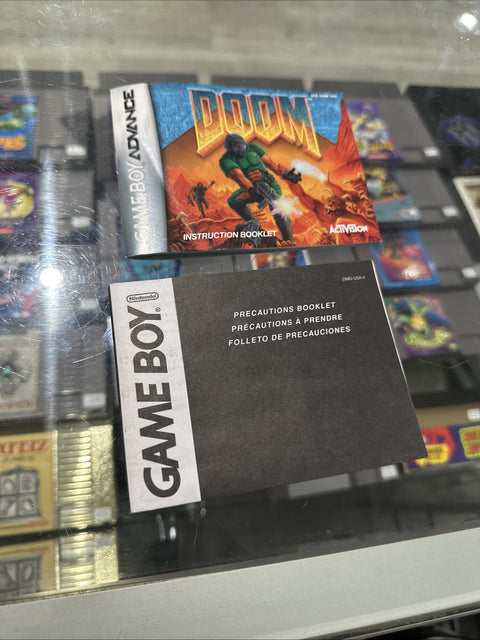 GAME BOY ADVANCE
DOOM
INSTRUCTION BOOKLET
ACTIVISION
Nintendo
GAME BOY
DMG-USA-8
PRECAUTIONS BOOKLET
PRÉCAUTIONS À PRENDRE
FOLLETO DE PRECAUCIONES